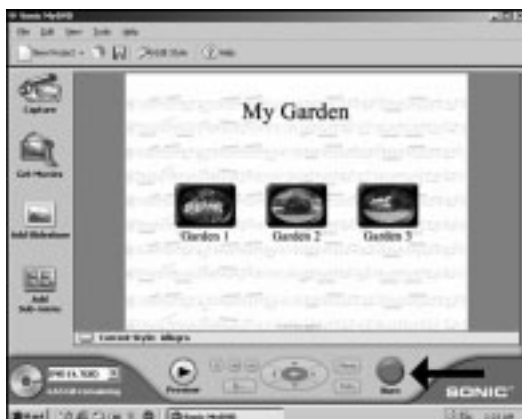 Sonic MyDVD
File Edit View Tools Help
New Project Edit Style Help
Capture
My Garden
Get Movies
Garden 1 Garden 2 Garden 3
Add Slideshow
Add
Sub-menu
Current Style: Allegro
Preview
Burn
SONIC
Start